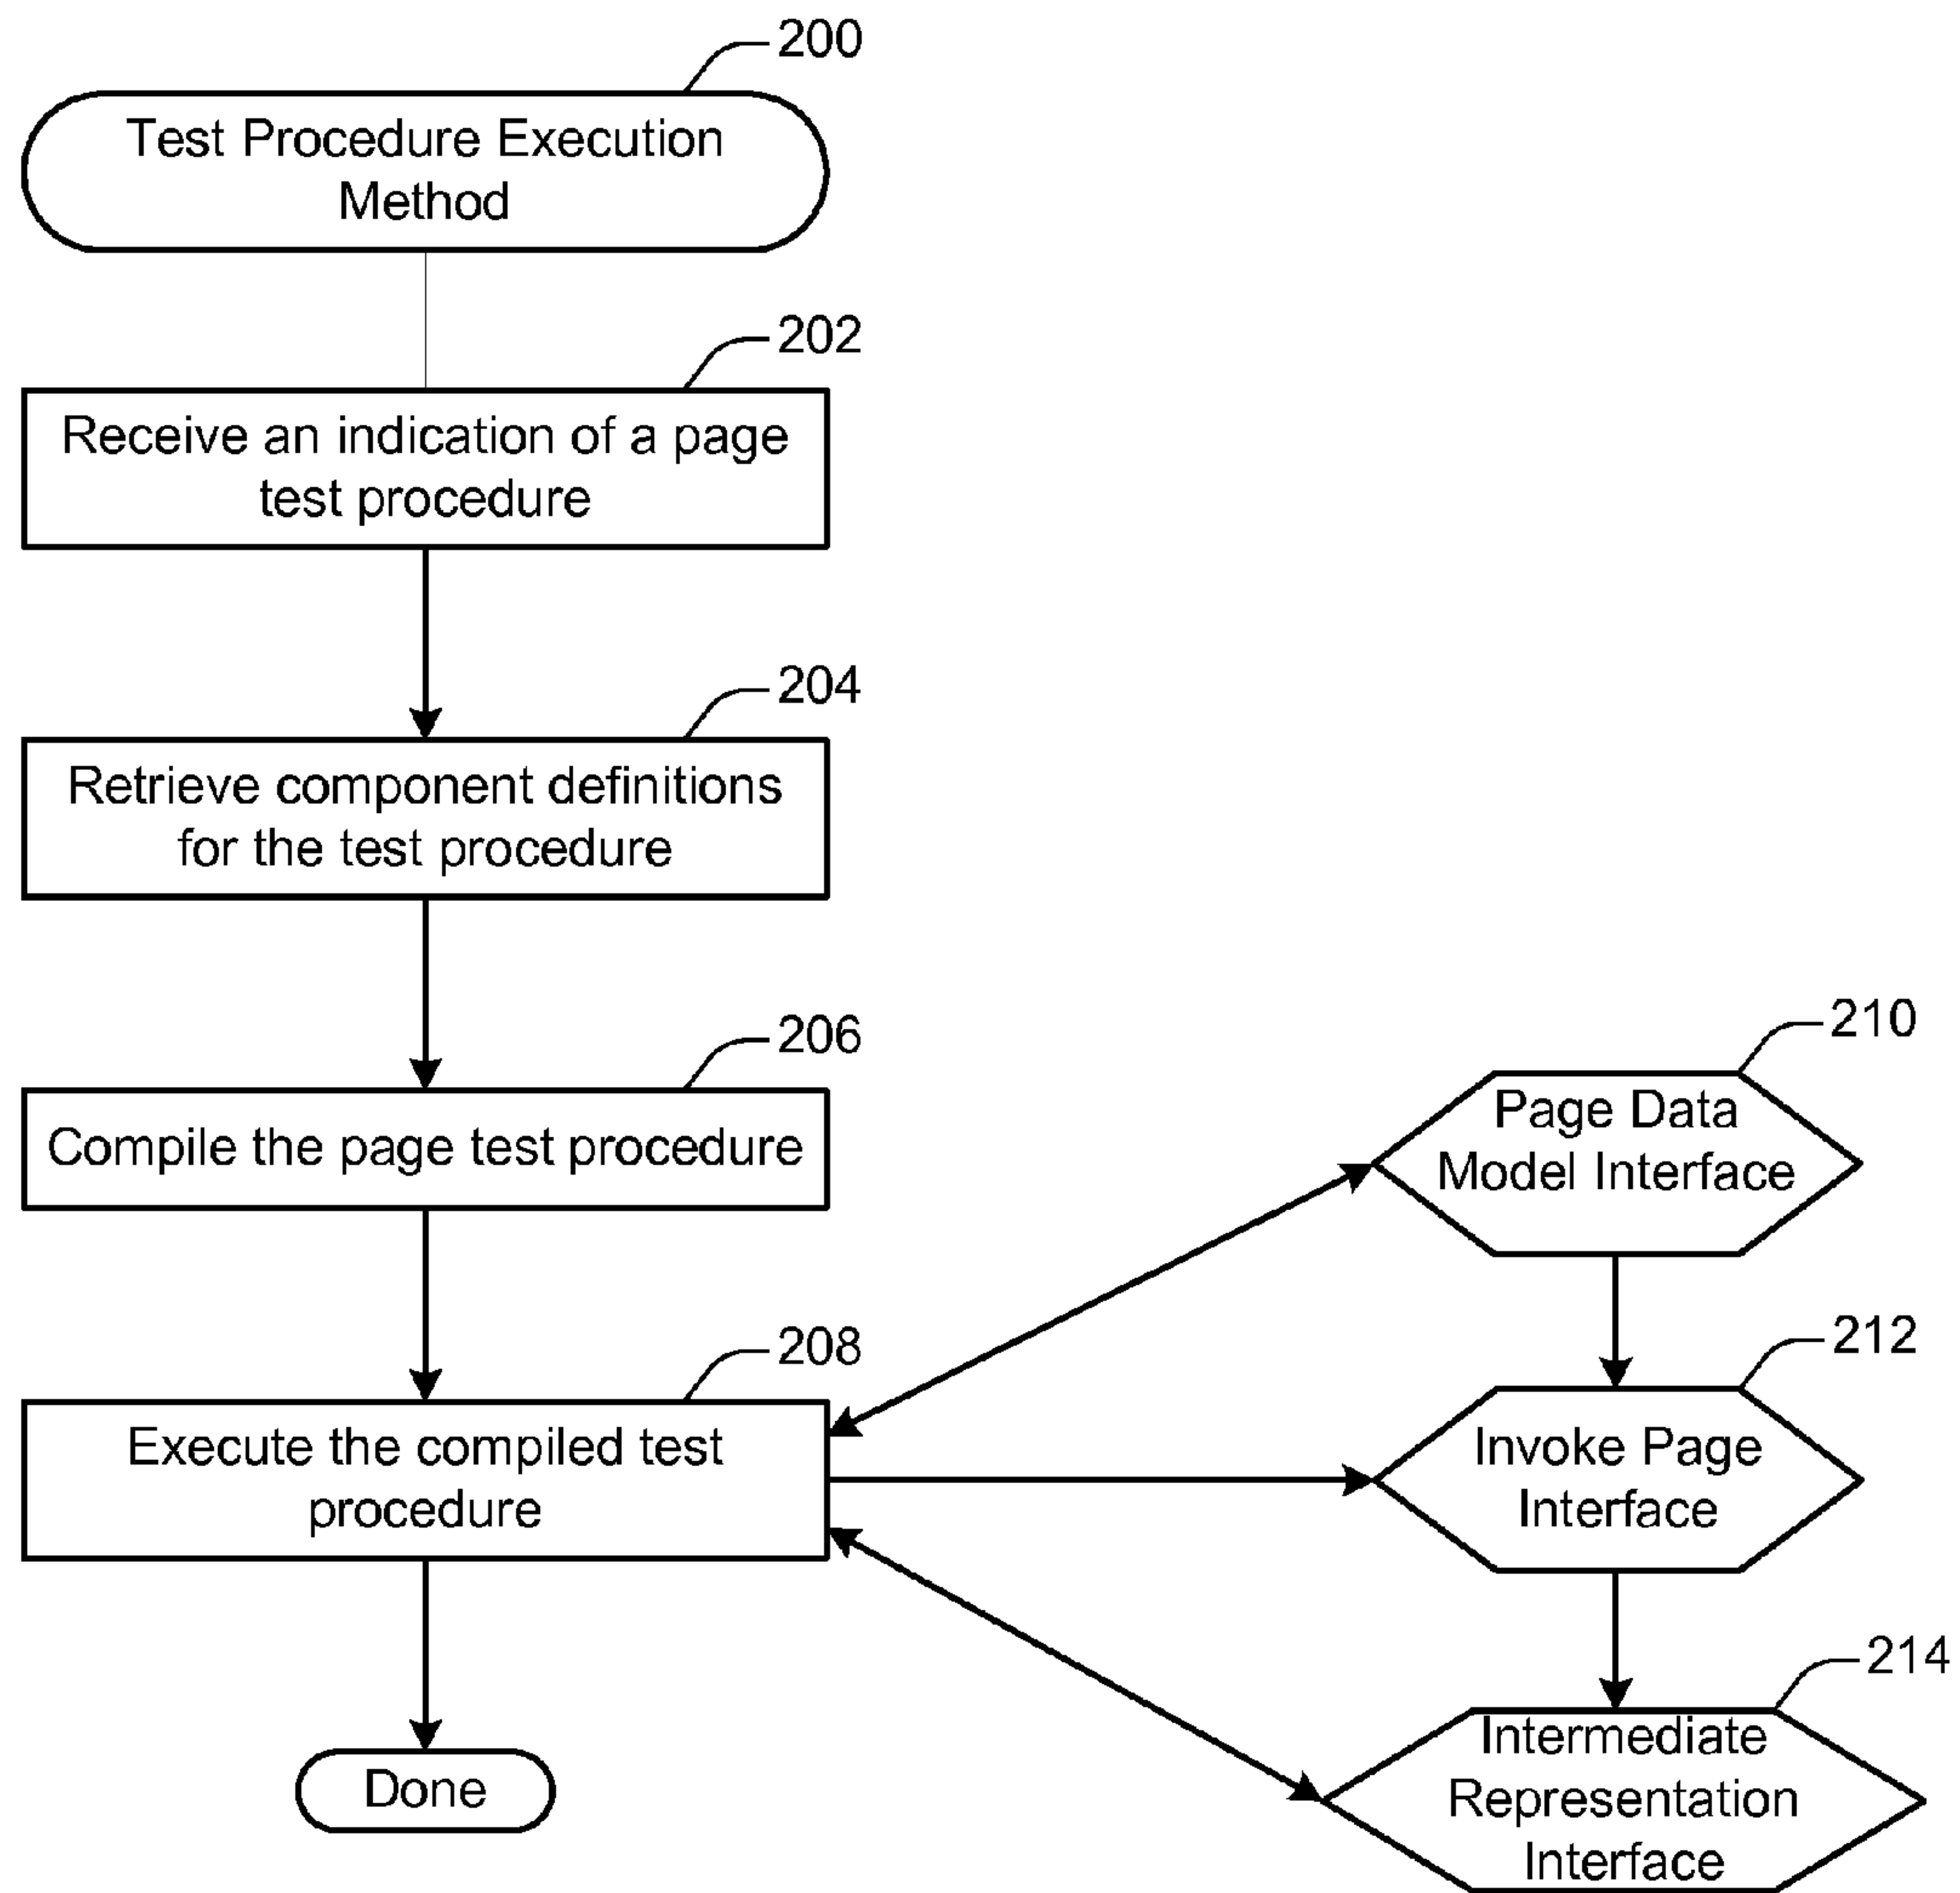 200
Test Procedure Execution
Method
202
Receive an indication of a page
test procedure
204
Retrieve component definitions
for the test procedure
206
Compile the page test procedure
208
Execute the compiled test
procedure
Done
210
Page Data
Model Interface
212
Invoke Page
Interface
214
Intermediate
Representation
Interface